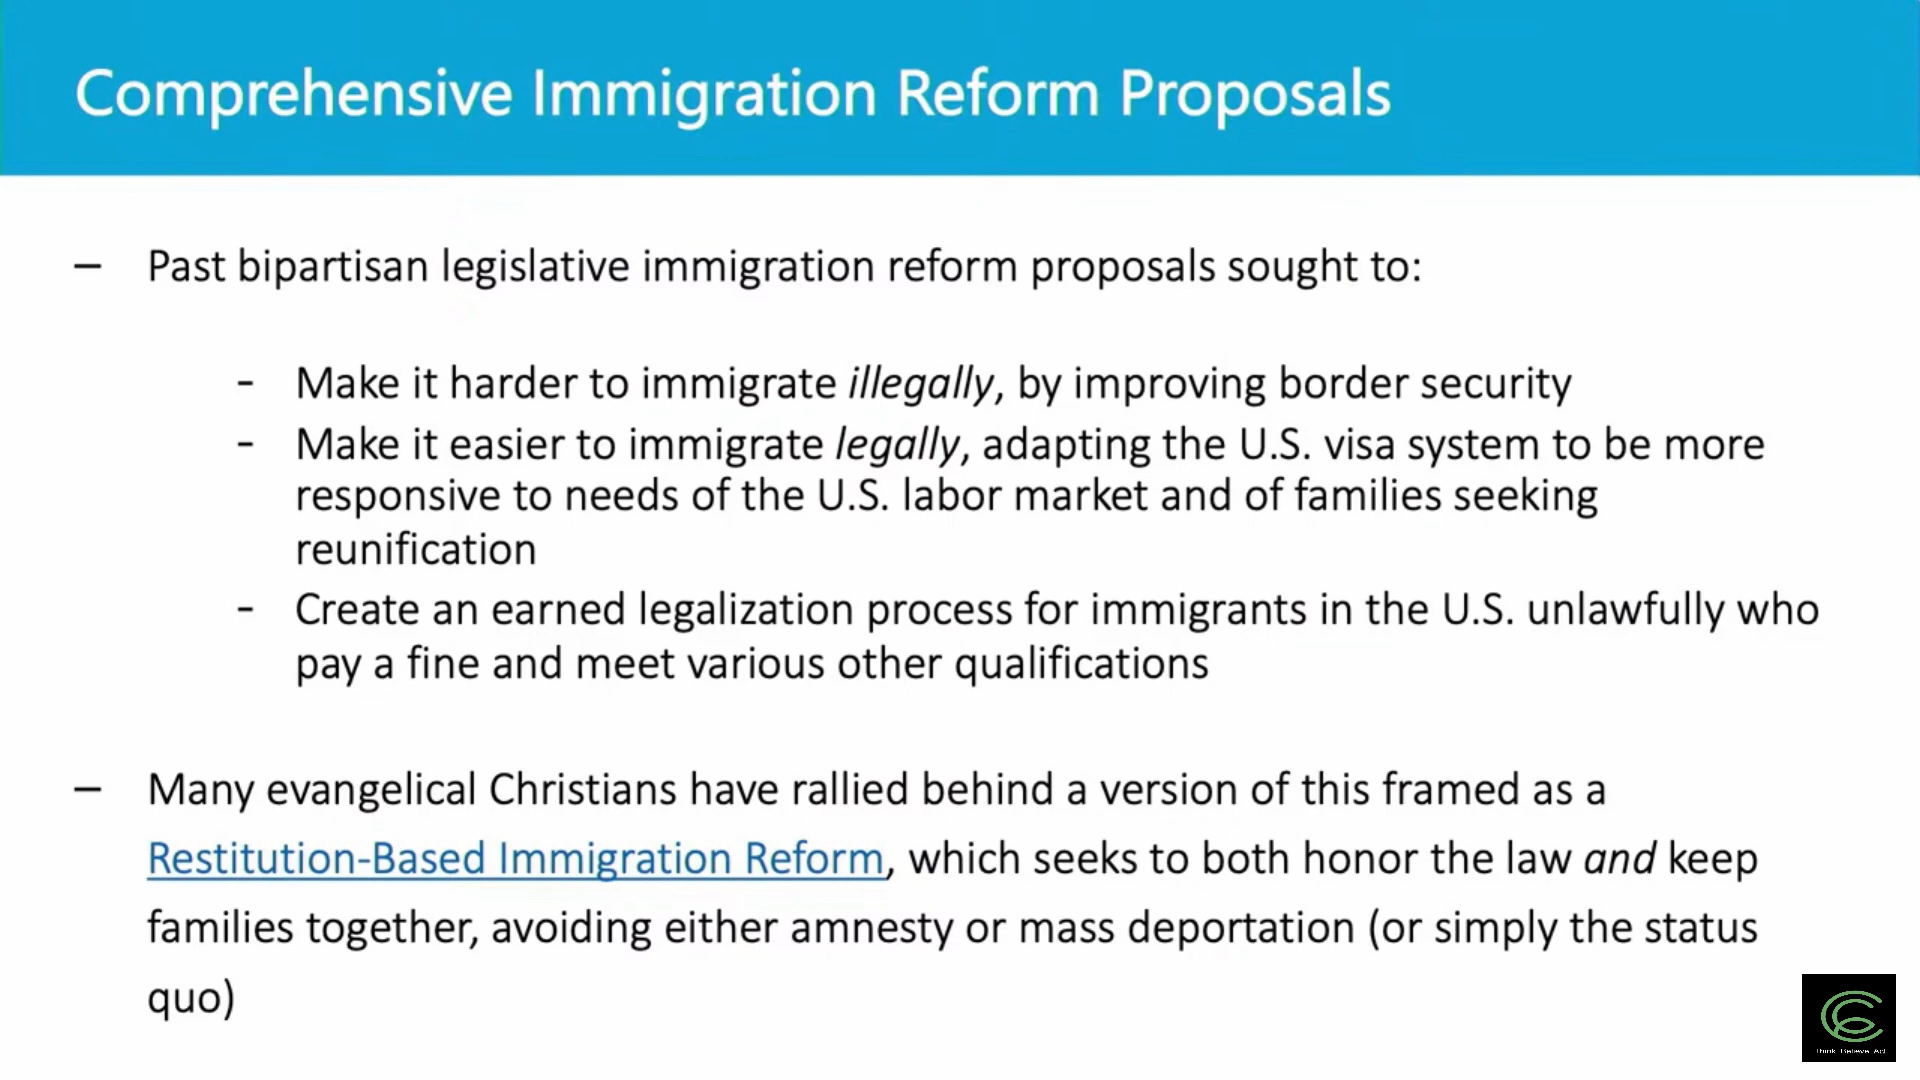 Comprehensive Immigration Reform Proposals
– Past bipartisan legislative immigration reform proposals sought to:
- Make it harder to immigrate illegally, by improving border security
- Make it easier to immigrate legally, adapting the U.S. visa system to be more
responsive to needs of the U.S. labor market and of families seeking
reunification
- Create an earned legalization process for immigrants in the U.S. unlawfully who
pay a fine and meet various other qualifications
– Many evangelical Christians have rallied behind a version of this framed as a
Restitution-Based Immigration Reform, which seeks to both honor the law and keep
families together, avoiding either amnesty or mass deportation (or simply the status
quo)
Think Believe Act